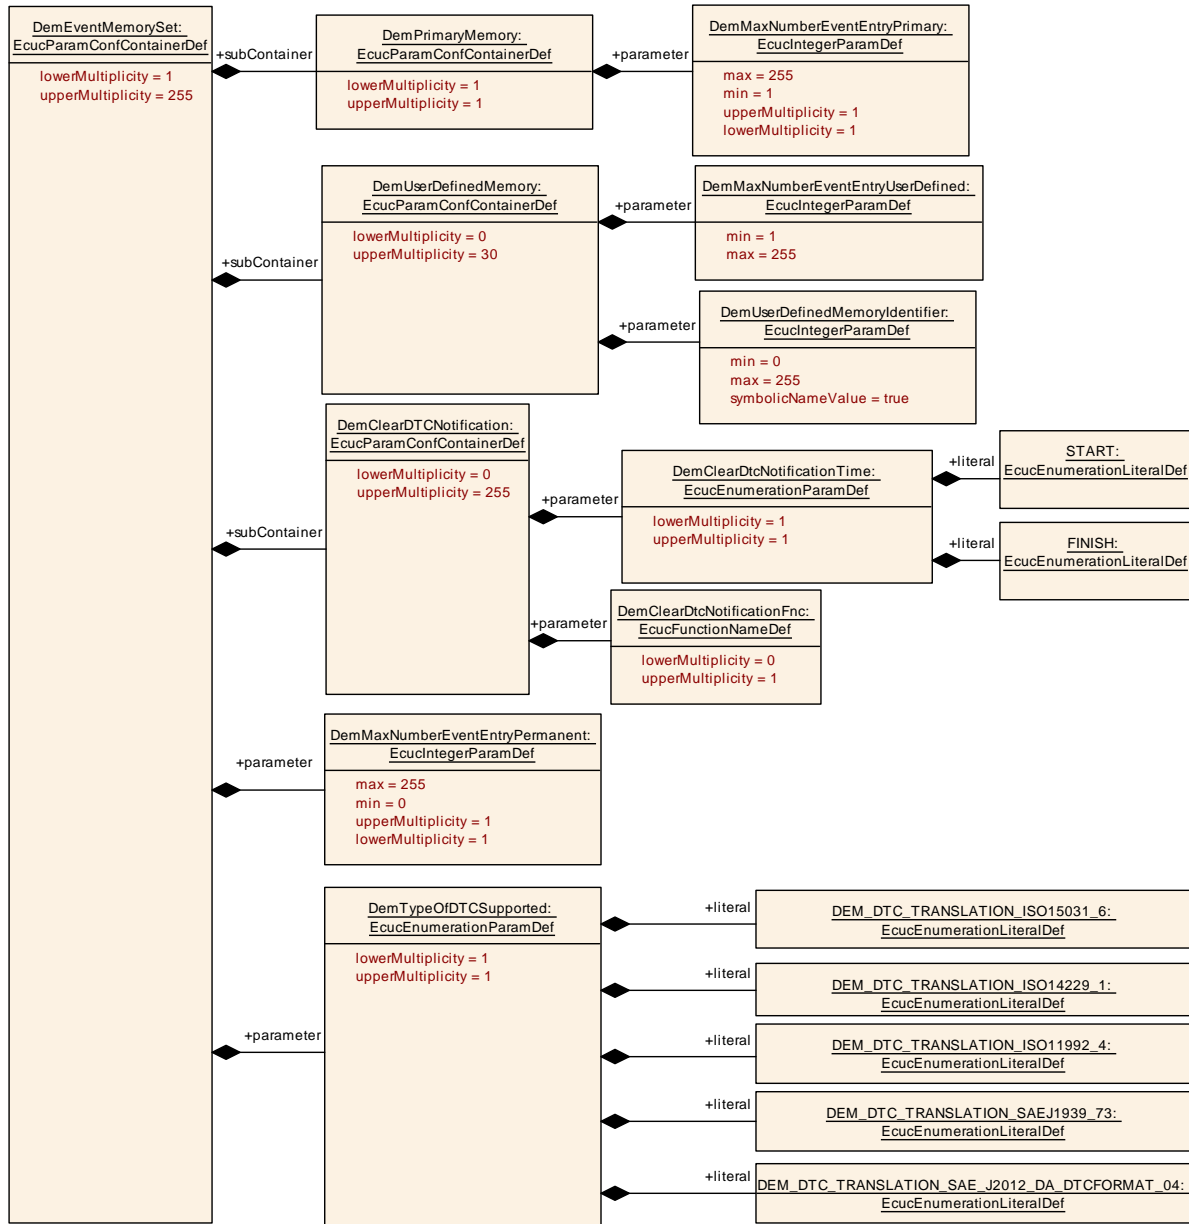 DemEventMemorySet:
EcucParamConfContainerDef
lowerMultiplicity = 1
upperMultiplicity = 255
+subContainer
DemPrimaryMemory:
EcucParamConfContainerDef
lowerMultiplicity = 1
upperMultiplicity = 1
+parameter
DemMaxNumberEventEntryPrimary:
EcucIntegerParamDef
max = 255
min = 1
upperMultiplicity = 1
lowerMultiplicity = 1
+subContainer
DemUserDefinedMemory:
EcucParamConfContainerDef
lowerMultiplicity = 0
upperMultiplicity = 30
+parameter
DemMaxNumberEventEntryUserDefined:
EcucIntegerParamDef
min = 1
max = 255
+parameter
DemUserDefinedMemoryIdentifier:
EcucIntegerParamDef
min = 0
max = 255
symbolicNameValue = true
+subContainer
DemClearDTCNotification:
EcucParamConfContainerDef
lowerMultiplicity = 0
upperMultiplicity = 255
+parameter
DemClearDtcNotificationTime:
EcucEnumerationParamDef
lowerMultiplicity = 1
upperMultiplicity = 1
+literal
START:
EcucEnumerationLiteralDef
+literal
FINISH:
EcucEnumerationLiteralDef
+parameter
DemClearDtcNotificationFnc:
EcucFunctionNameDef
lowerMultiplicity = 0
upperMultiplicity = 1
+parameter
DemMaxNumberEventEntryPermanent:
EcucIntegerParamDef
max = 255
min = 0
upperMultiplicity = 1
lowerMultiplicity = 1
+parameter
DemTypeOfDTCSupported:
EcucEnumerationParamDef
lowerMultiplicity = 1
upperMultiplicity = 1
+literal
DEM_DTC_TRANSLATION_ISO15031_6:
EcucEnumerationLiteralDef
+literal
DEM_DTC_TRANSLATION_ISO14229_1:
EcucEnumerationLiteralDef
+literal
DEM_DTC_TRANSLATION_ISO11992_4:
EcucEnumerationLiteralDef
+literal
DEM_DTC_TRANSLATION_SAEJ1939_73:
EcucEnumerationLiteralDef
+literal
DEM_DTC_TRANSLATION_SAE_J2012_DA_DTCFORMAT_04:
EcucEnumerationLiteralDef